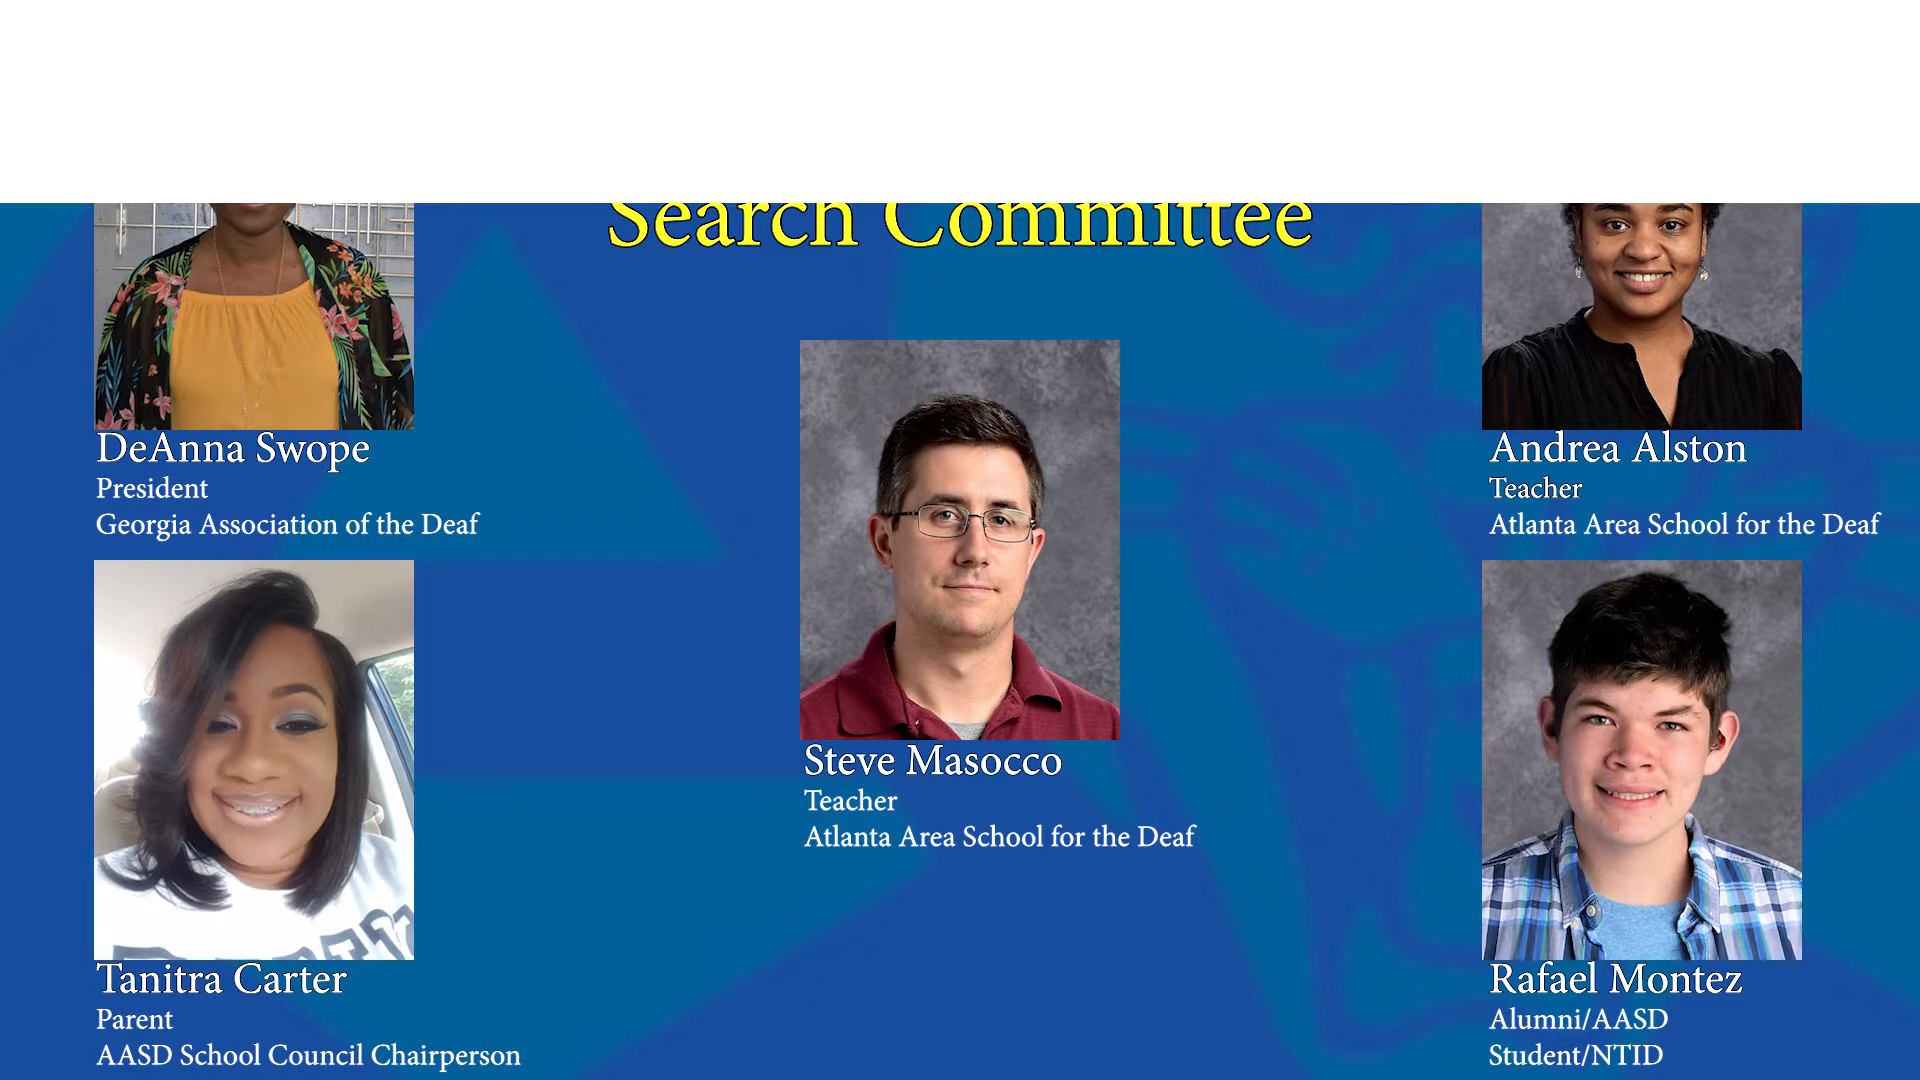 Search Committee
DeAnna Swope
President
Georgia Association of the Deaf
Andrea Alston
Teacher
Atlanta Area School for the Deaf
Steve Masocco
Teacher
Atlanta Area School for the Deaf
Tanitra Carter
Parent
AASD School Council Chairperson
Rafael Montez
Alumni/AASD
Student/NTID